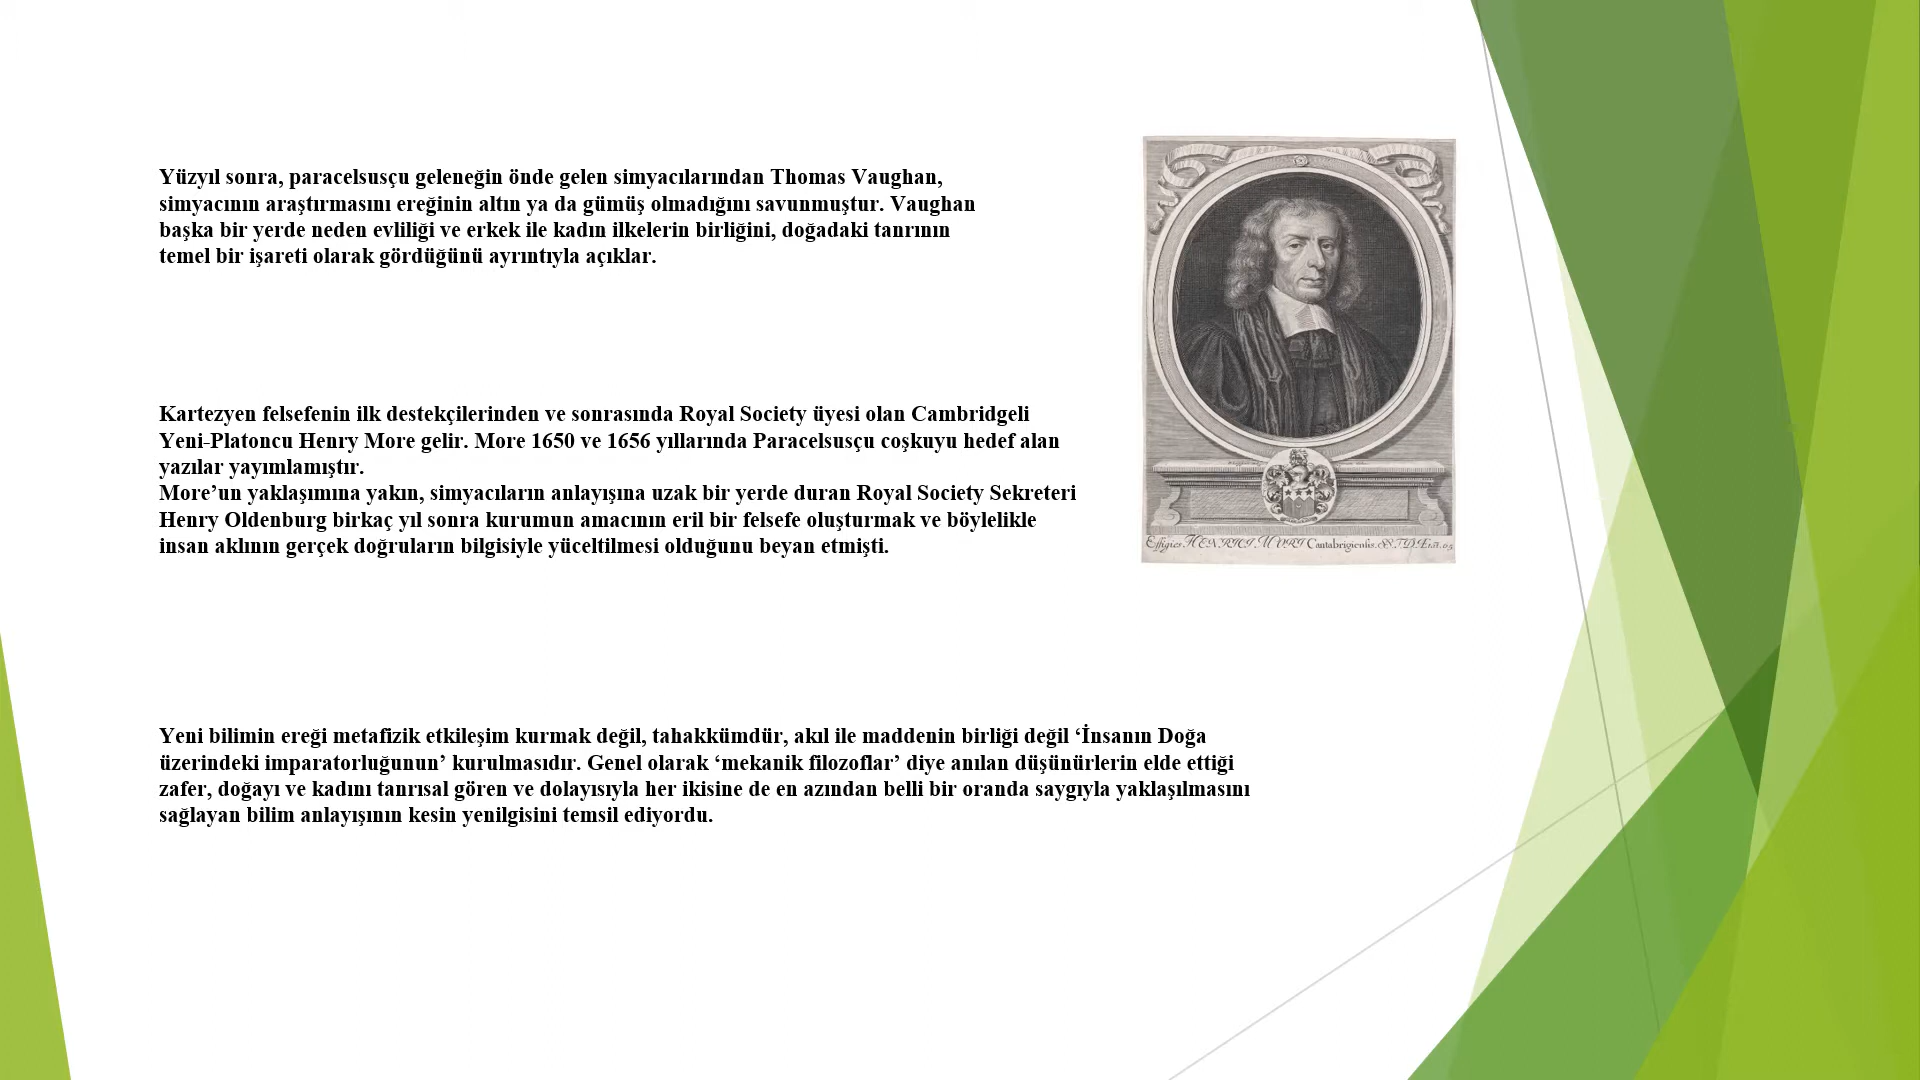 Yüzyıl sonra, paracelsusçu geleneğin önde gelen simyacılarından Thomas Vaughan,
simyacının araştırmasını ereğinin altın ya da gümüş olmadığını savunmuştur. Vaughan
başka bir yerde neden evliliği ve erkek ile kadın ilkelerin birliğini, doğadaki tanrının
temel bir işareti olarak gördüğünü ayrıntıyla açıklar.
Kartezyen felsefenin ilk destekçilerinden ve sonrasında Royal Society üyesi olan Cambridgeli
Yeni-Platoncu Henry More gelir. More 1650 ve 1656 yıllarında Paracelsusçu coşkuyu hedef alan
yazılar yayımlamıştır.
More’un yaklaşımına yakın, simyacıların anlayışına uzak bir yerde duran Royal Society Sekreteri
Henry Oldenburg birkaç yıl sonra kurumun amacının eril bir felsefe oluşturmak ve böylelikle
insan aklının gerçek doğruların bilgisiyle yüceltilmesi olduğunu beyan etmişti.
Effigies HENRICI MORI Cantabrigiensis
Yeni bilimin ereği metafizik etkileşim kurmak değil, tahakkümdür, akıl ile maddenin birliği değil ‘İnsanın Doğa
üzerindeki imparatorluğunun’ kurulmasıdır. Genel olarak ‘mekanik filozoflar’ diye anılan düşünürlerin elde ettiği
zafer, doğayı ve kadını tanrısal gören ve dolayısıyla her ikisine de en azından belli bir oranda saygıyla yaklaşılmasını
sağlayan bilim anlayışının kesin yenilgisini temsil ediyordu.